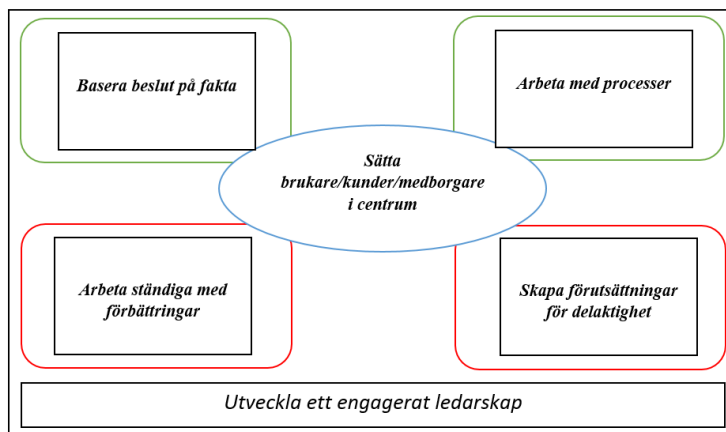 Basera beslut på fakta
Arbeta med processer
Sätta
brukare/kunder/medborgare
i centrum
Arbeta ständiga med
förbättringar
Skapa förutsättningar
för delaktighet
Utveckla ett engagerat ledarskap